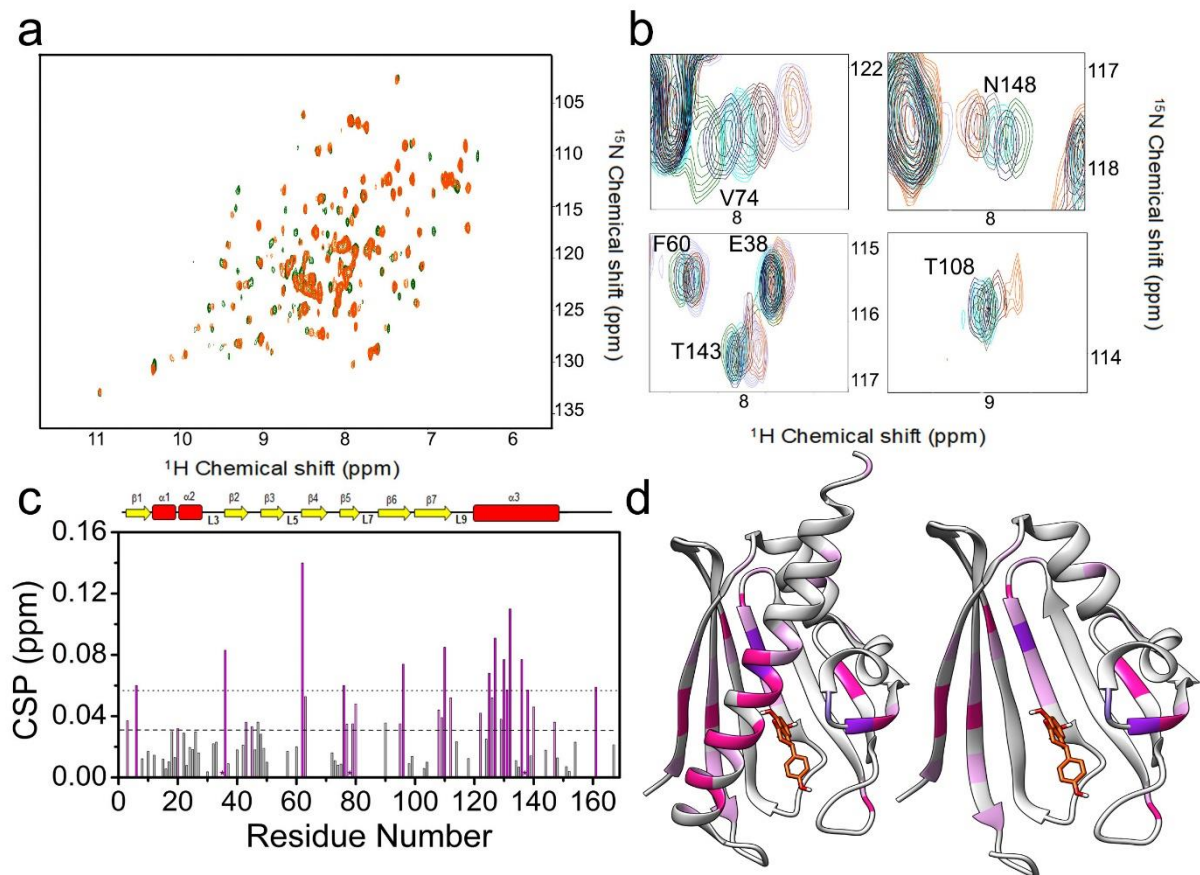 a
105
110
115
120
125
130
135
¹⁵N Chemical shift (ppm)
11 10 9 8 7 6
¹H Chemical shift (ppm)
b
122
V74
8
N148
117
118
8
F60 E38
T143
115
116
117
8
T108
114
9
¹⁵N Chemical shift (ppm)
¹⁵N Chemical shift (ppm)
¹H Chemical shift (ppm)
c
β1 α1 α2 β2 β3 β4 β5 β6 β7 α3
L3 L5 L7 L9
0.16
0.12
0.08
0.04
0.00
CSP (ppm)
0 20 40 60 80 100 120 140 160
Residue Number
d